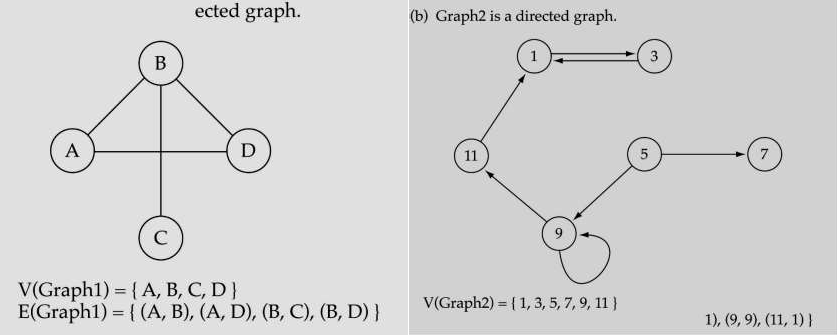 ected graph.
B
A
D
C
V(Graph1) = { A, B, C, D }
E(Graph1) = { (A, B), (A, D), (B, C), (B, D) }
(b) Graph2 is a directed graph.
1
3
11
5
7
9
V(Graph2) = { 1, 3, 5, 7, 9, 11 }
1), (9, 9), (11, 1) }